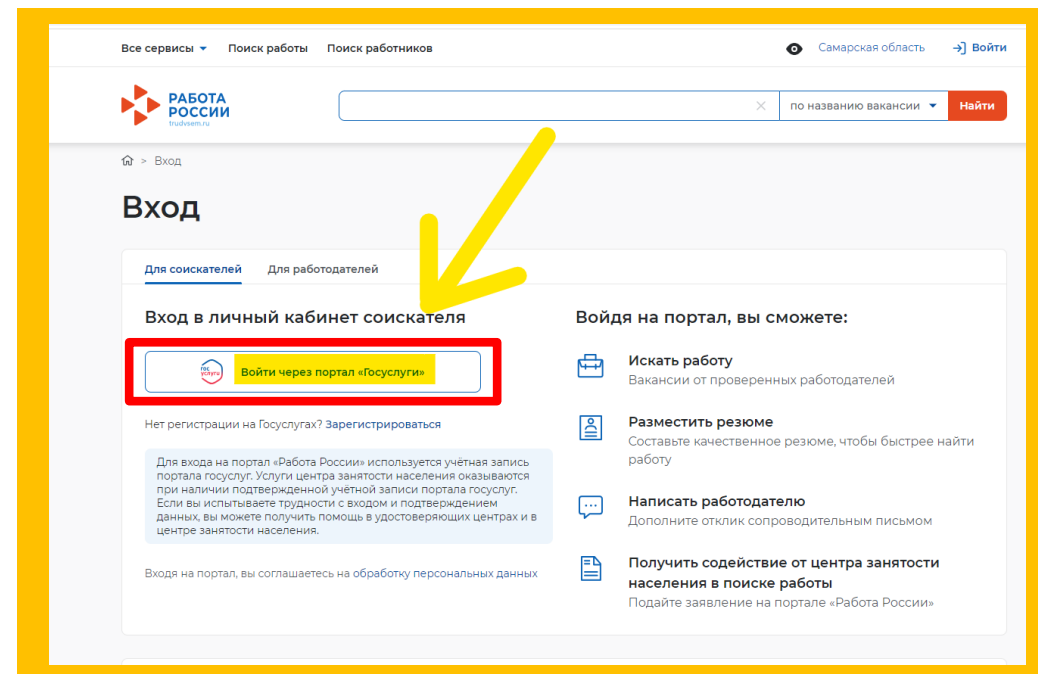 Все сервисы Поиск работы Поиск работников Самарская область Войти
РАБОТА
РОССИИ
trudvsem.ru
по названию вакансии Найти
> Вход
Вход
Для соискателей Для работодателей
Вход в личный кабинет соискателя
гос
услуги
Войти через портал «Госуслуги»
Нет регистрации на Госуслугах? Зарегистрироваться
Для входа на портал «Работа России» используется учётная запись
портала госуслуг. Услуги центра занятости населения оказываются
при наличии подтвержденной учётной записи портала госуслуг.
Если вы испытываете трудности с входом и подтверждением
данных, вы можете получить помощь в удостоверяющих центрах и в
центре занятости населения.
Входя на портал, вы соглашаетесь на обработку персональных данных
Войдя на портал, вы сможете:
Искать работу
Вакансии от проверенных работодателей
Разместить резюме
Составьте качественное резюме, чтобы быстрее найти
работу
Написать работодателю
Дополните отклик сопроводительным письмом
Получить содействие от центра занятости
населения в поиске работы
Подайте заявление на портале «Работа России»